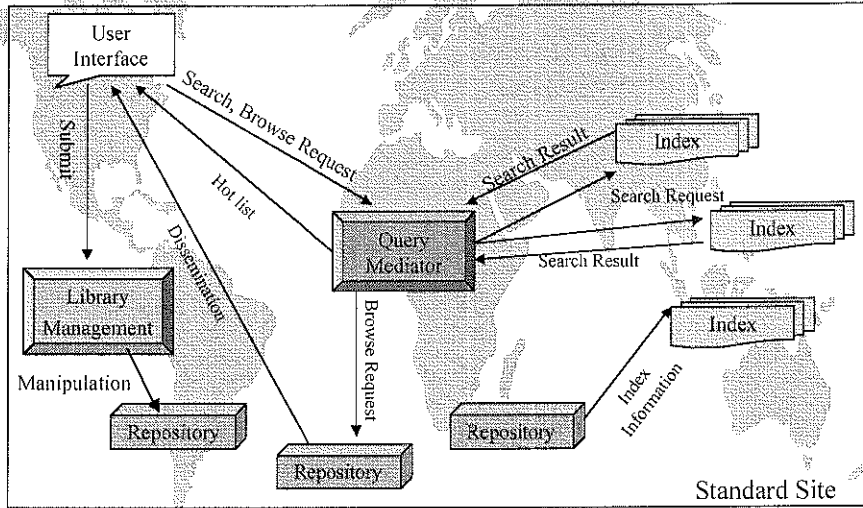 User
Interface
Submit
Search, Browse Request
Hot list
Dissemination
Search Result
Index
Search Request
Index
Search Result
Query
Mediator
Library
Management
Browse Request
Index
Manipulation
Index
Information
Repository
Repository
Repository
Standard Site